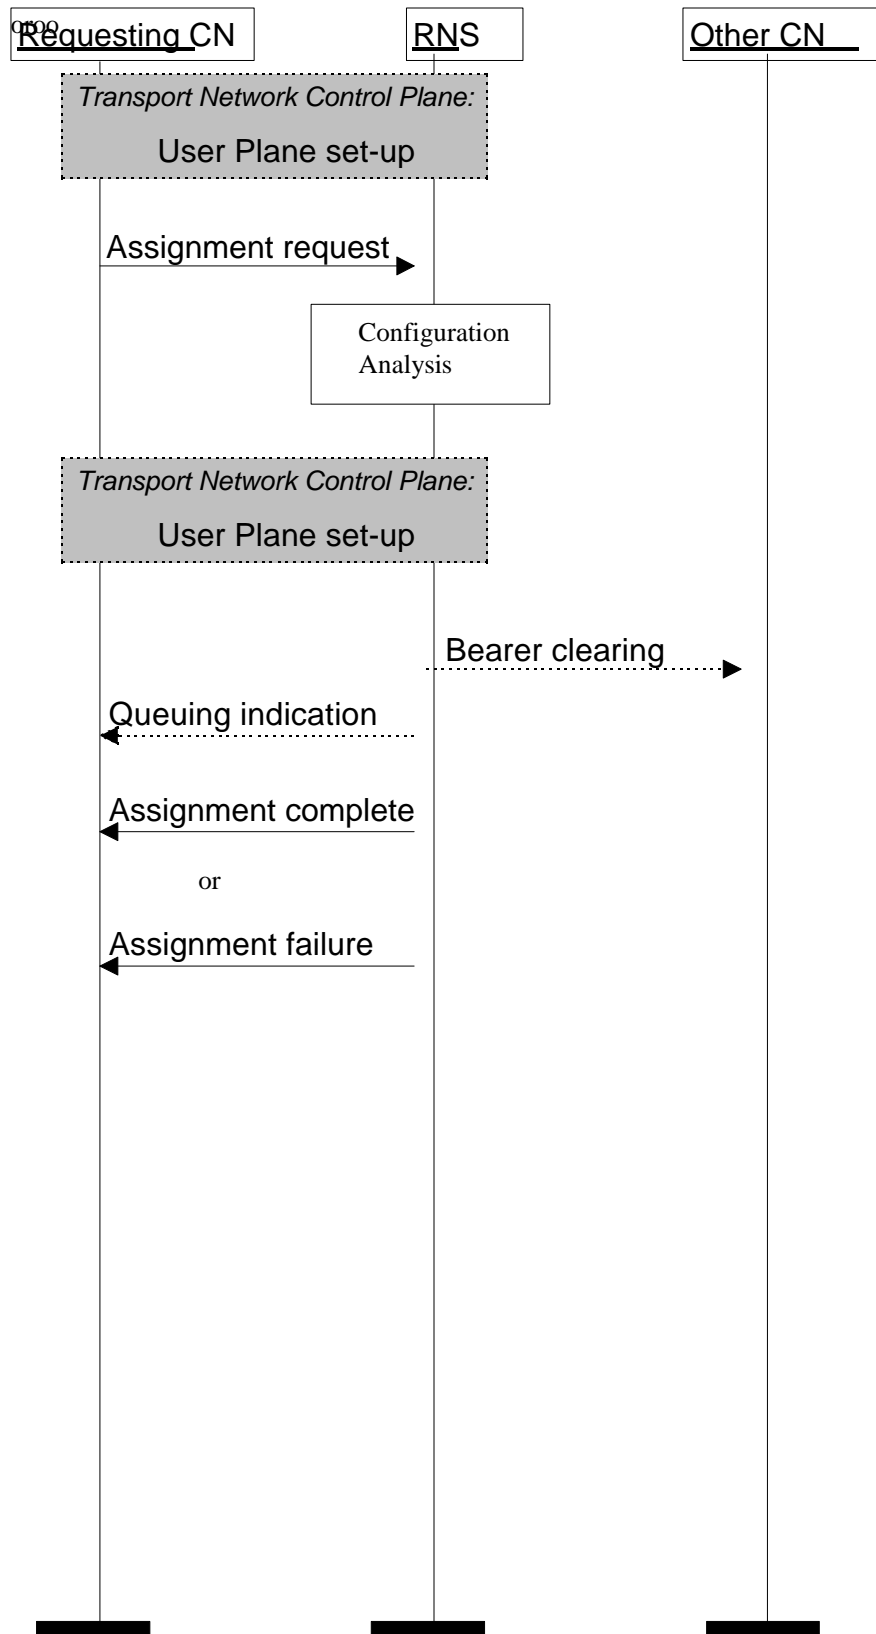 Requesting CN
RNS
Other CN
Transport Network Control Plane:
User Plane set-up
Assignment request
Configuration
Analysis
Transport Network Control Plane:
User Plane set-up
Bearer clearing
Queuing indication
Assignment complete
or
Assignment failure